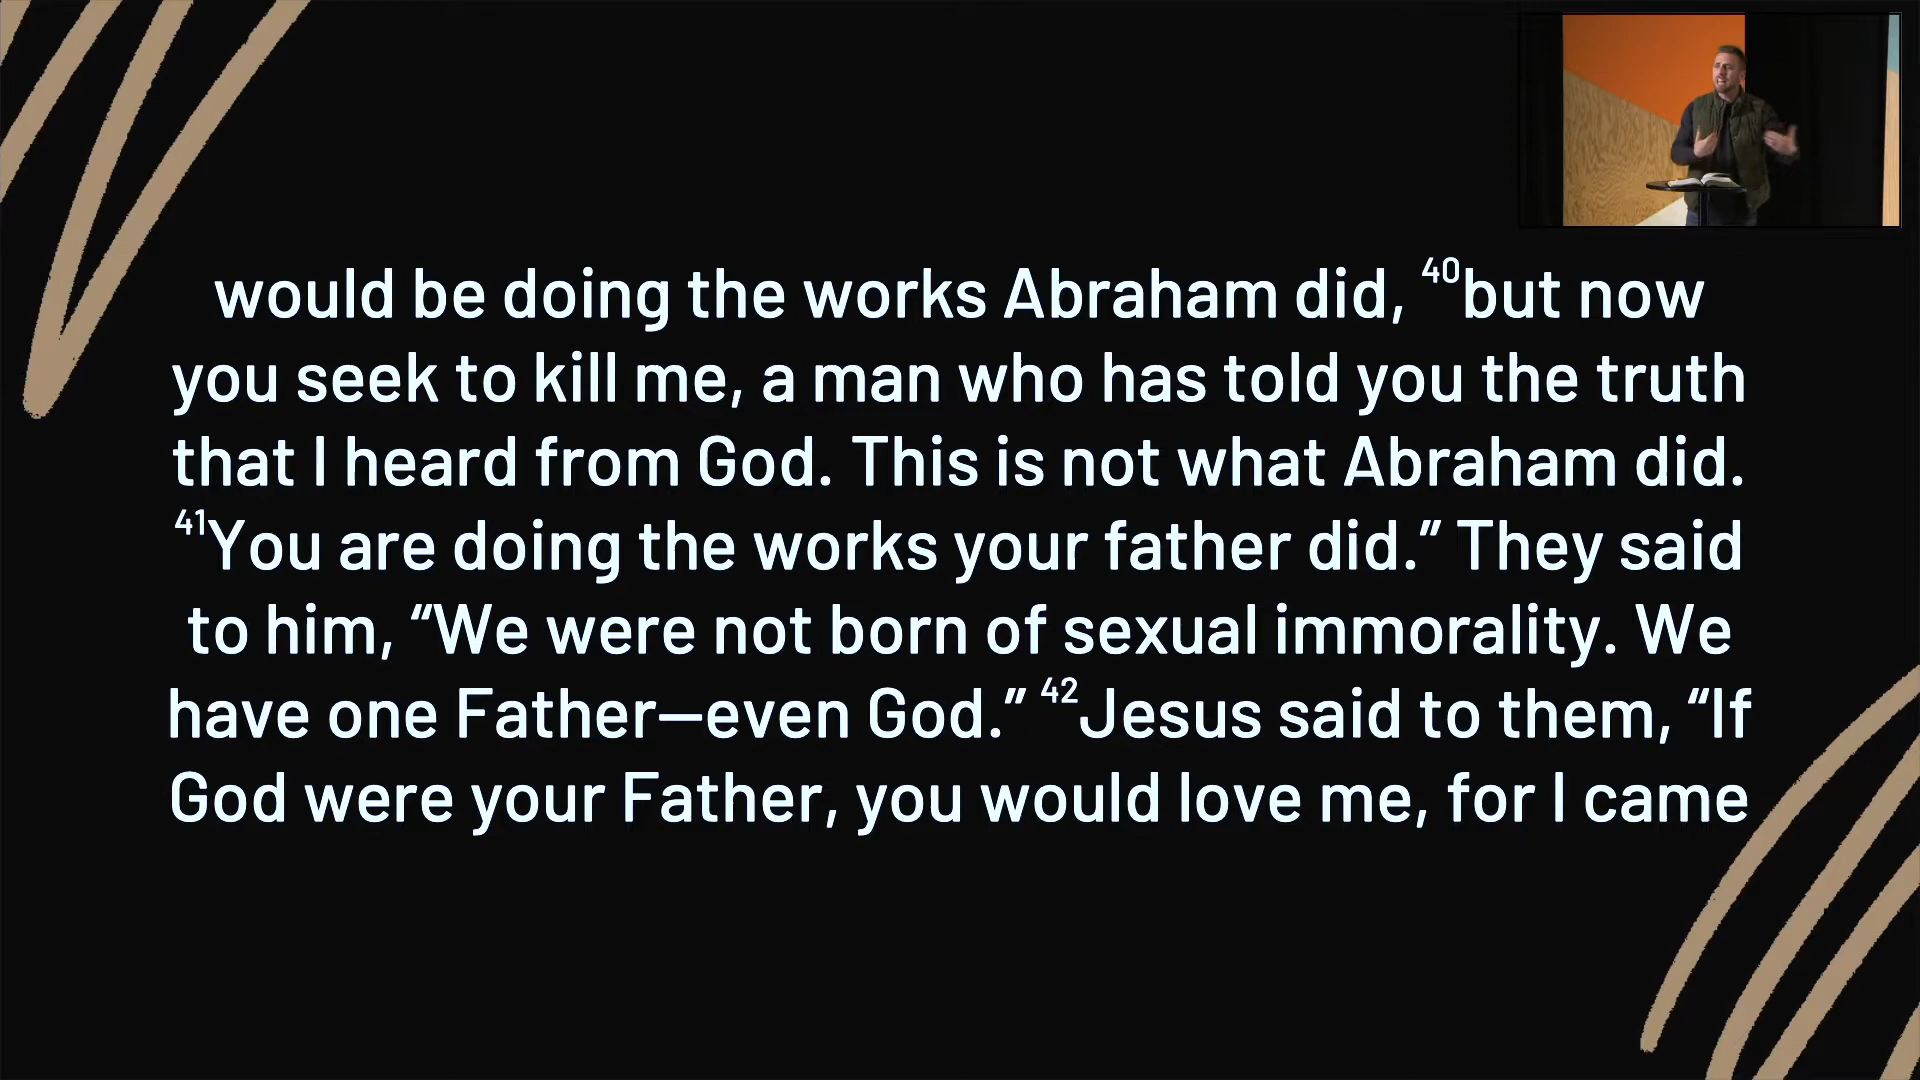 would be doing the works Abraham did, ⁴⁰but now
you seek to kill me, a man who has told you the truth
that I heard from God. This is not what Abraham did.
⁴¹You are doing the works your father did.” They said
to him, “We were not born of sexual immorality. We
have one Father—even God.” ⁴²Jesus said to them, “If
God were your Father, you would love me, for I came